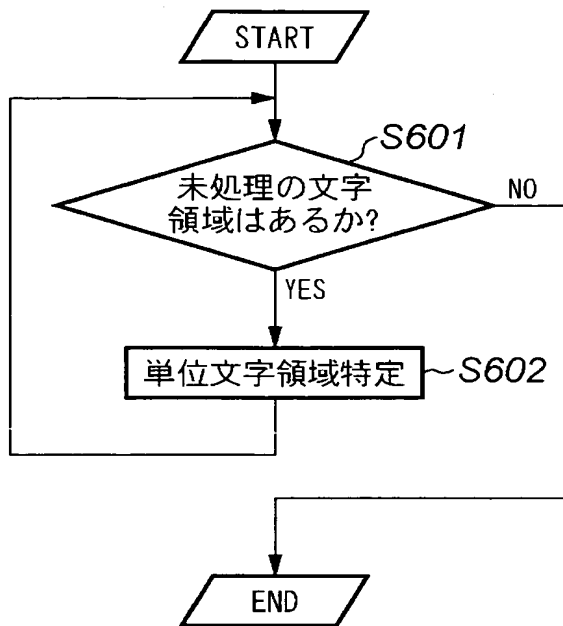 START
S601
未処理の文字
領域はあるか?
NO
YES
単位文字領域特定
S602
END